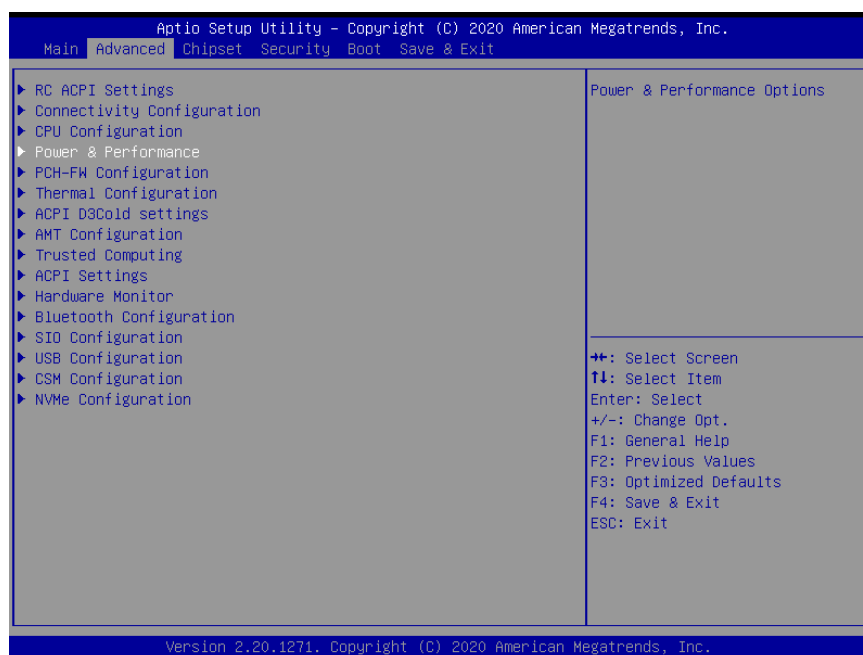 Aptio Setup Utility – Copyright (C) 2020 American Megatrends, Inc.
Main Advanced Chipset Security Boot Save & Exit
▶ RC ACPI Settings
▶ Connectivity Configuration
▶ CPU Configuration
▶ Power & Performance
▶ PCH-FW Configuration
▶ Thermal Configuration
▶ ACPI D3Cold settings
▶ AMT Configuration
▶ Trusted Computing
▶ ACPI Settings
▶ Hardware Monitor
▶ Bluetooth Configuration
▶ SIO Configuration
▶ USB Configuration
▶ CSM Configuration
▶ NVMe Configuration
Power & Performance Options
→←: Select Screen
↑↓: Select Item
Enter: Select
+/-: Change Opt.
F1: General Help
F2: Previous Values
F3: Optimized Defaults
F4: Save & Exit
ESC: Exit
Version 2.20.1271. Copyright (C) 2020 American Megatrends, Inc.